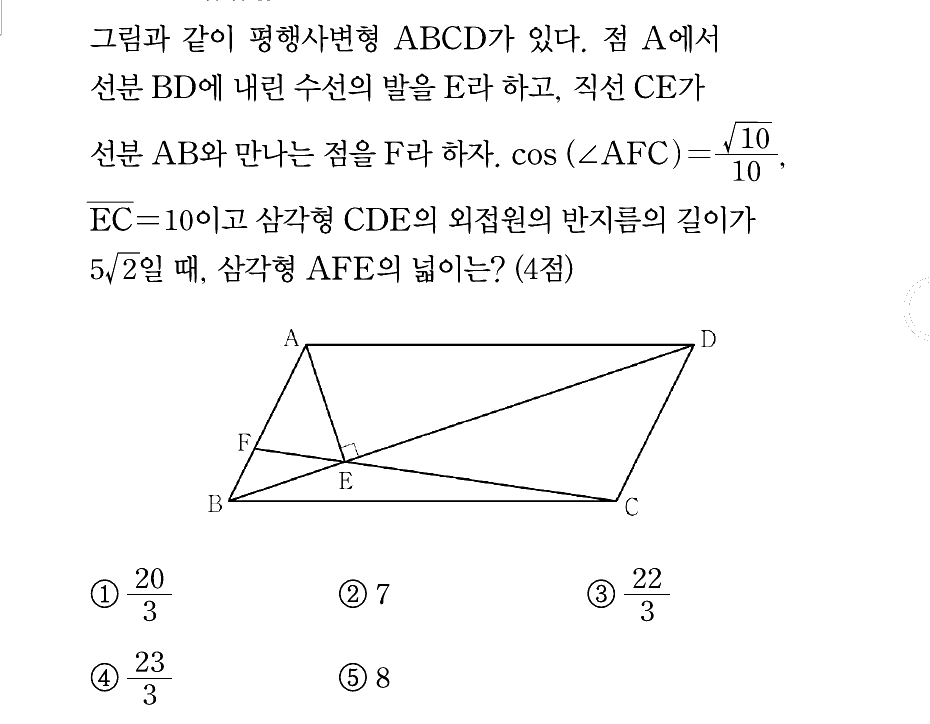 그림과 같이 평행사변형 ABCD가 있다. 점 A에서
선분 BD에 내린 수선의 발을 E라 하고, 직선 CE가
선분 AB와 만나는 점을 F라 하자. cos (∠AFC)=√10/10,
EC=10이고 삼각형 CDE의 외접원의 반지름의 길이가
5√2일 때, 삼각형 AFE의 넓이는? (4점)
A D
F
E
B C
① 20/3 ② 7 ③ 22/3
④ 23/3 ⑤ 8